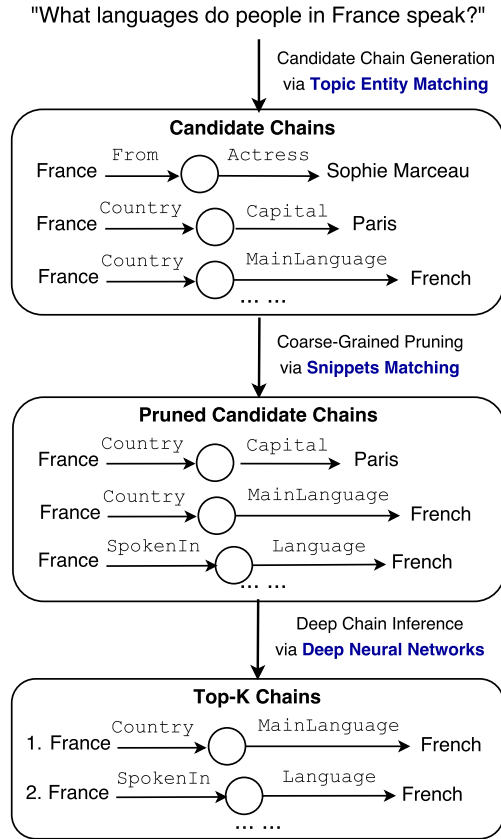 "What languages do people in France speak?"
Candidate Chain Generation
via Topic Entity Matching
Candidate Chains
France From Actress Sophie Marceau
France Country Capital Paris
France Country MainLanguage French
... ...
Coarse-Grained Pruning
via Snippets Matching
Pruned Candidate Chains
France Country Capital Paris
France Country MainLanguage French
France SpokenIn Language French
... ...
Deep Chain Inference
via Deep Neural Networks
Top-K Chains
1. France Country MainLanguage French
2. France SpokenIn Language French
... ...